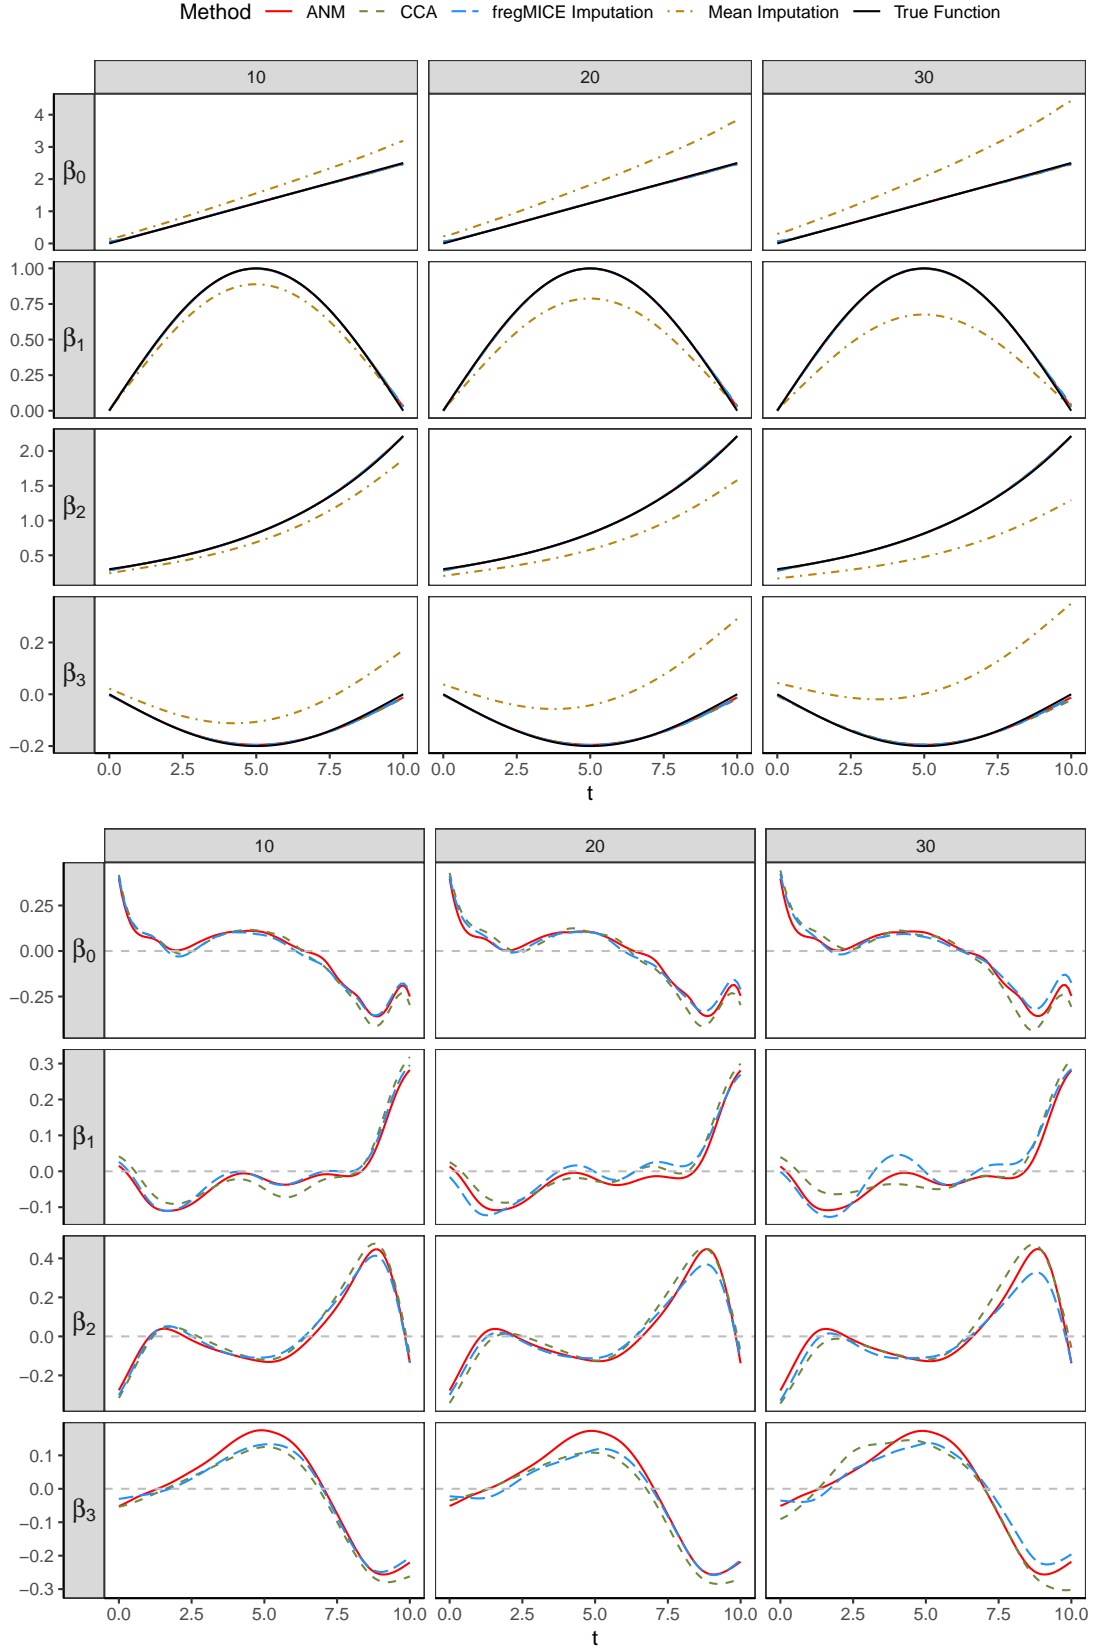 Method ANM CCA fregMICE Imputation Mean Imputation True Function
10 20 30
β0
4
3
2
1
0
β1
1.00
0.75
0.50
0.25
0.00
β2
2.0
1.5
1.0
0.5
β3
0.2
0.0
−0.2
0.0 2.5 5.0 7.5 10.0 0.0 2.5 5.0 7.5 10.0 0.0 2.5 5.0 7.5 10.0
t
10 20 30
β0
0.25
0.00
−0.25
β1
0.3
0.2
0.1
0.0
−0.1
β2
0.4
0.2
0.0
−0.2
β3
0.1
0.0
−0.1
−0.2
−0.3
0.0 2.5 5.0 7.5 10.0 0.0 2.5 5.0 7.5 10.0 0.0 2.5 5.0 7.5 10.0
t